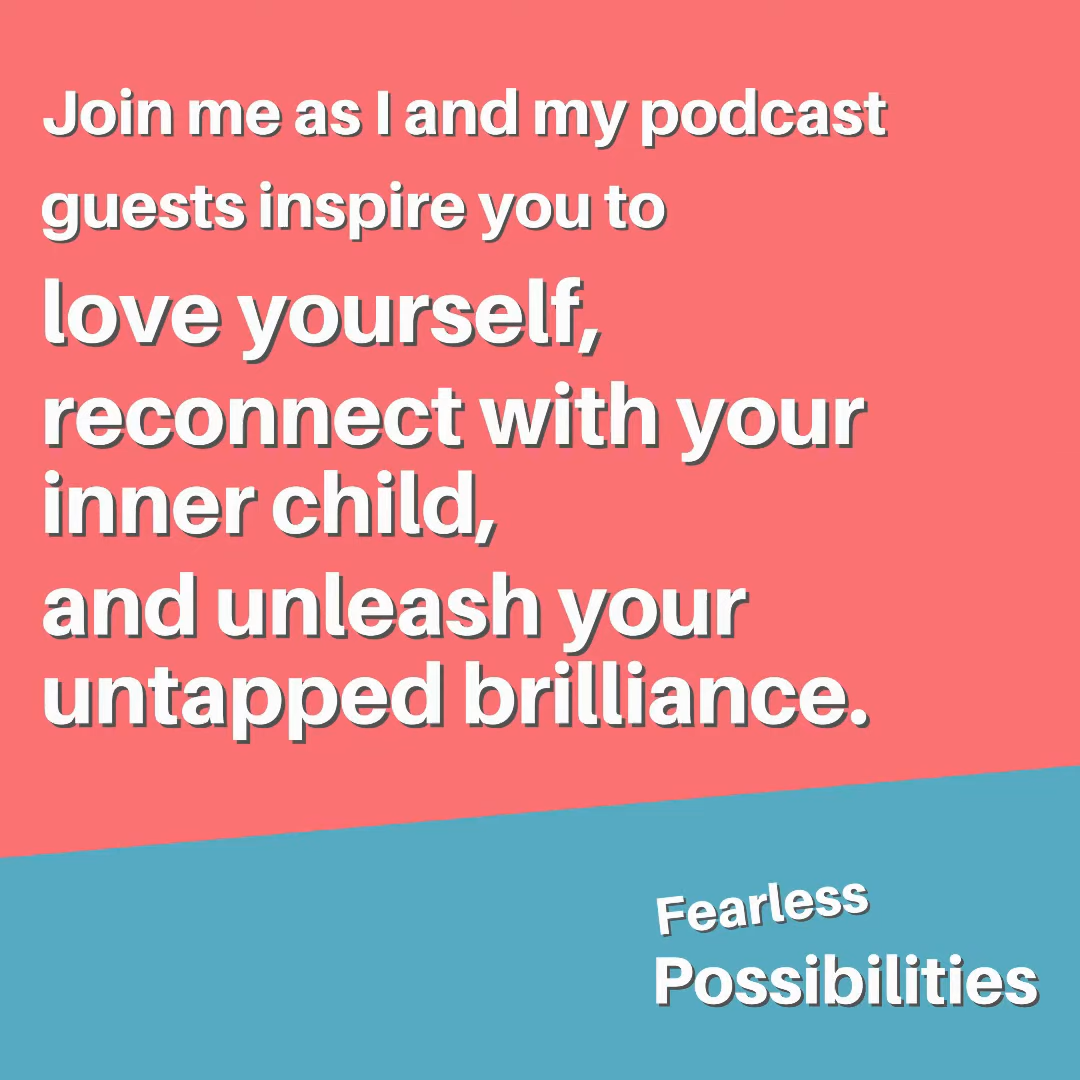 Join me as I and my podcast
guests inspire you to
love yourself,
reconnect with your
inner child,
and unleash your
untapped brilliance.
Fearless
Possibilities